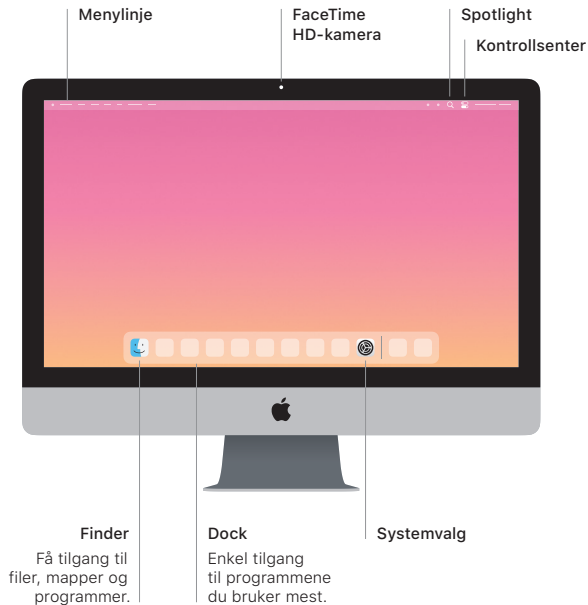 Menylinje
FaceTime
HD-kamera
Spotlight
Kontrollsenter
Finder
Få tilgang til
filer, mapper og
programmer.
Dock
Enkel tilgang
til programmene
du bruker mest.
Systemvalg